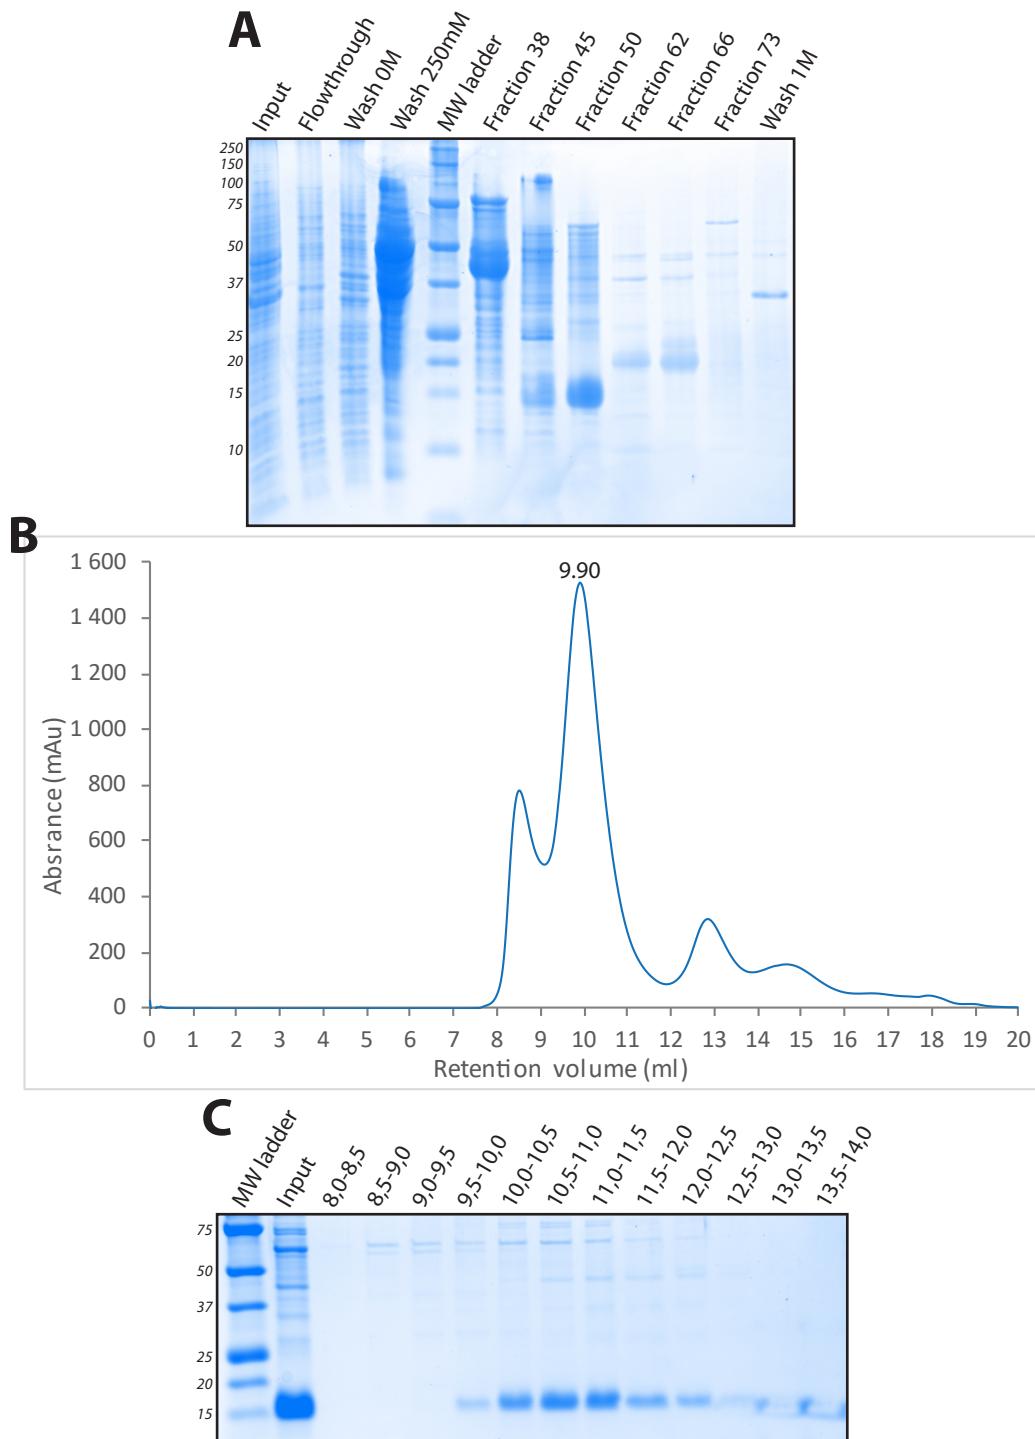 A
Input
Flowthrough
Wash 0M
Wash 250mM
MW ladder
Fraction 38
Fraction 45
Fraction 50
Fraction 62
Fraction 66
Fraction 73
Wash 1M
250
150
100
75
50
37
25
20
15
10
B
9.90
1 600
1 400
1 200
1 000
800
600
400
200
0
Absrance (mAu)
0 1 2 3 4 5 6 7 8 9 10 11 12 13 14 15 16 17 18 19 20
Retention volume (ml)
C
MW ladder
Input
8,0-8,5
8,5-9,0
9,0-9,5
9,5-10,0
10,0-10,5
10,5-11,0
11,0-11,5
11,5-12,0
12,0-12,5
12,5-13,0
13,0-13,5
13,5-14,0
75
50
37
25
20
15